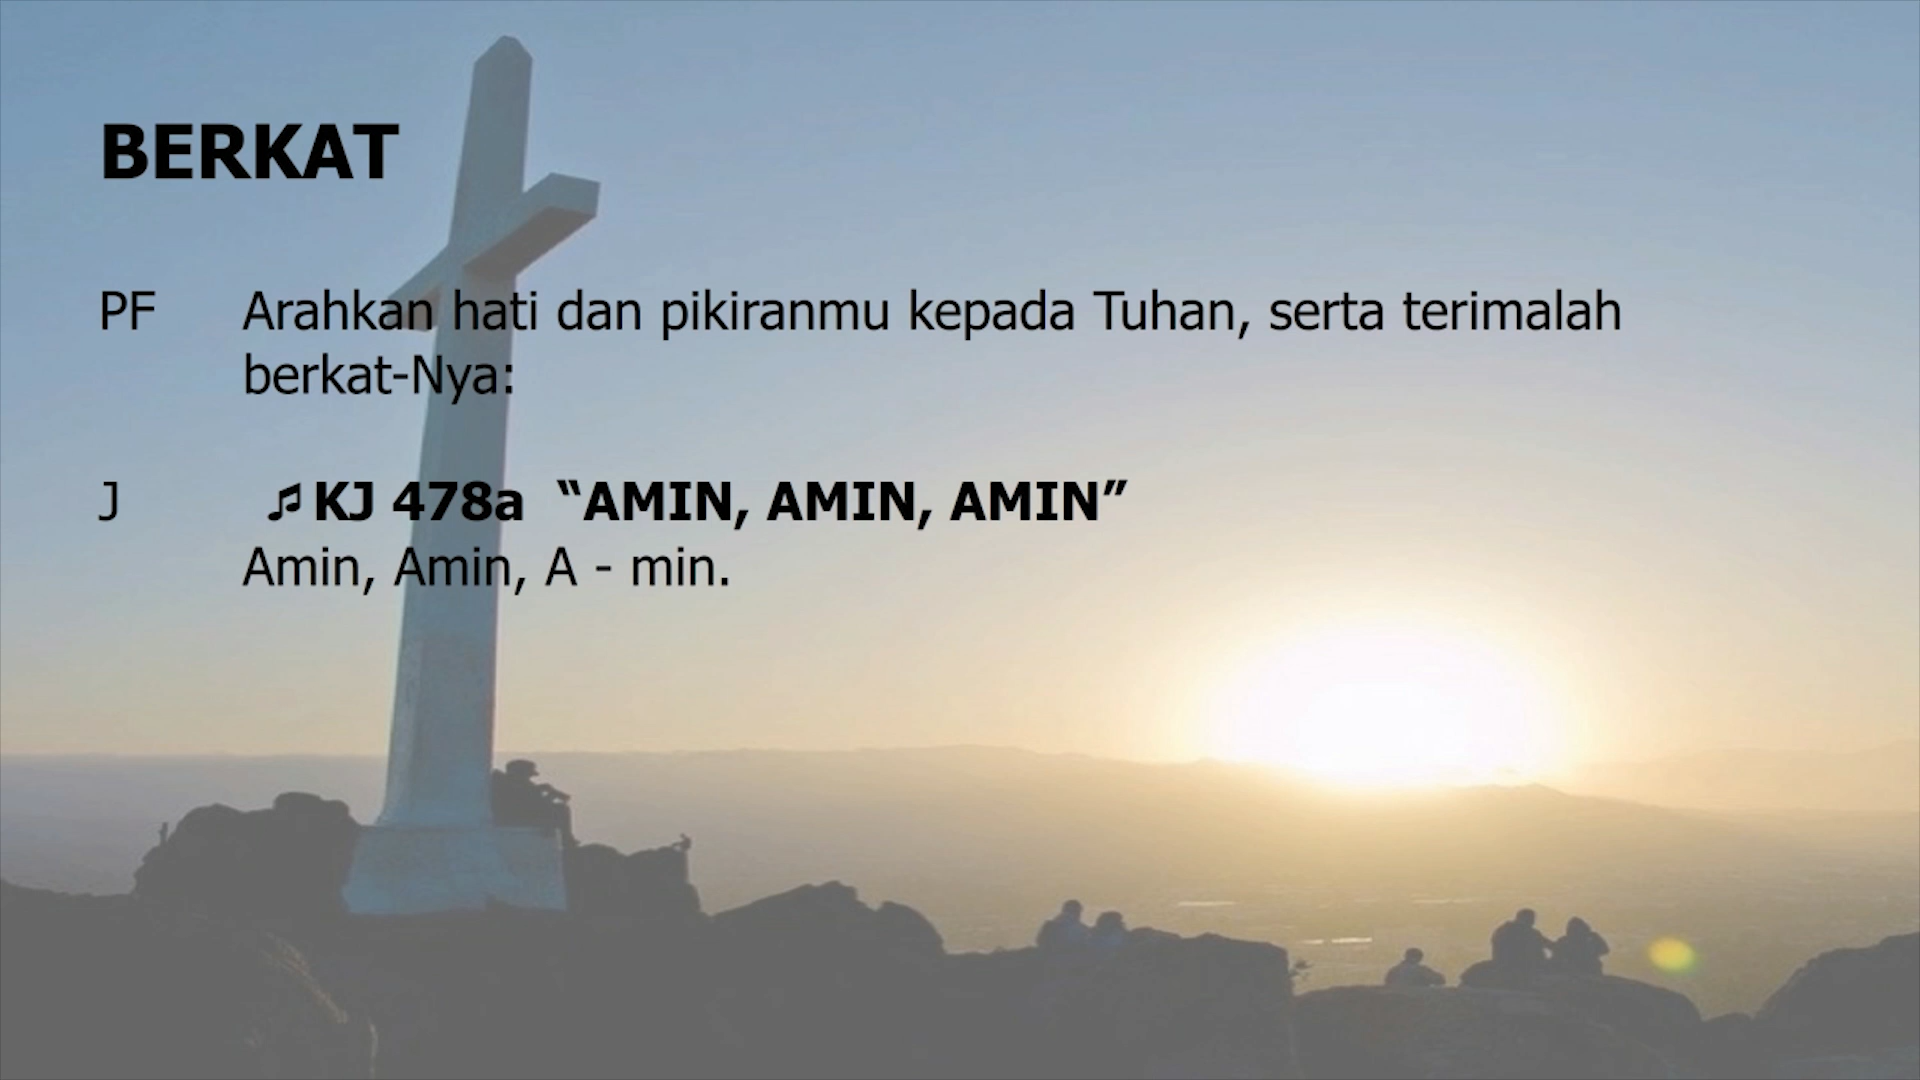 BERKAT
PF Arahkan hati dan pikiranmu kepada Tuhan, serta terimalah
berkat-Nya:
J ♫ KJ 478a “AMIN, AMIN, AMIN”
Amin, Amin, A - min.